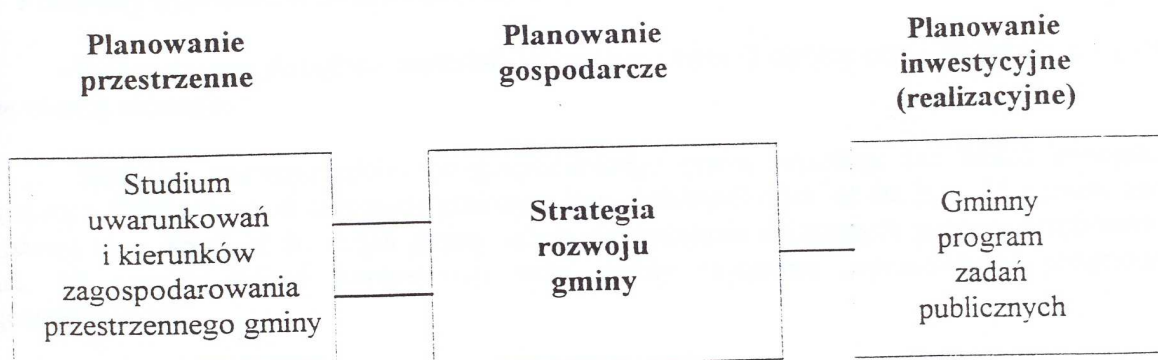 Planowanie
przestrzenne
Planowanie
gospodarcze
Planowanie
inwestycyjne
(realizacyjne)
Studium
uwarunkowań
i kierunków
zagospodarowania
przestrzennego gminy
Strategia
rozwoju
gminy
Gminny
program
zadań
publicznych